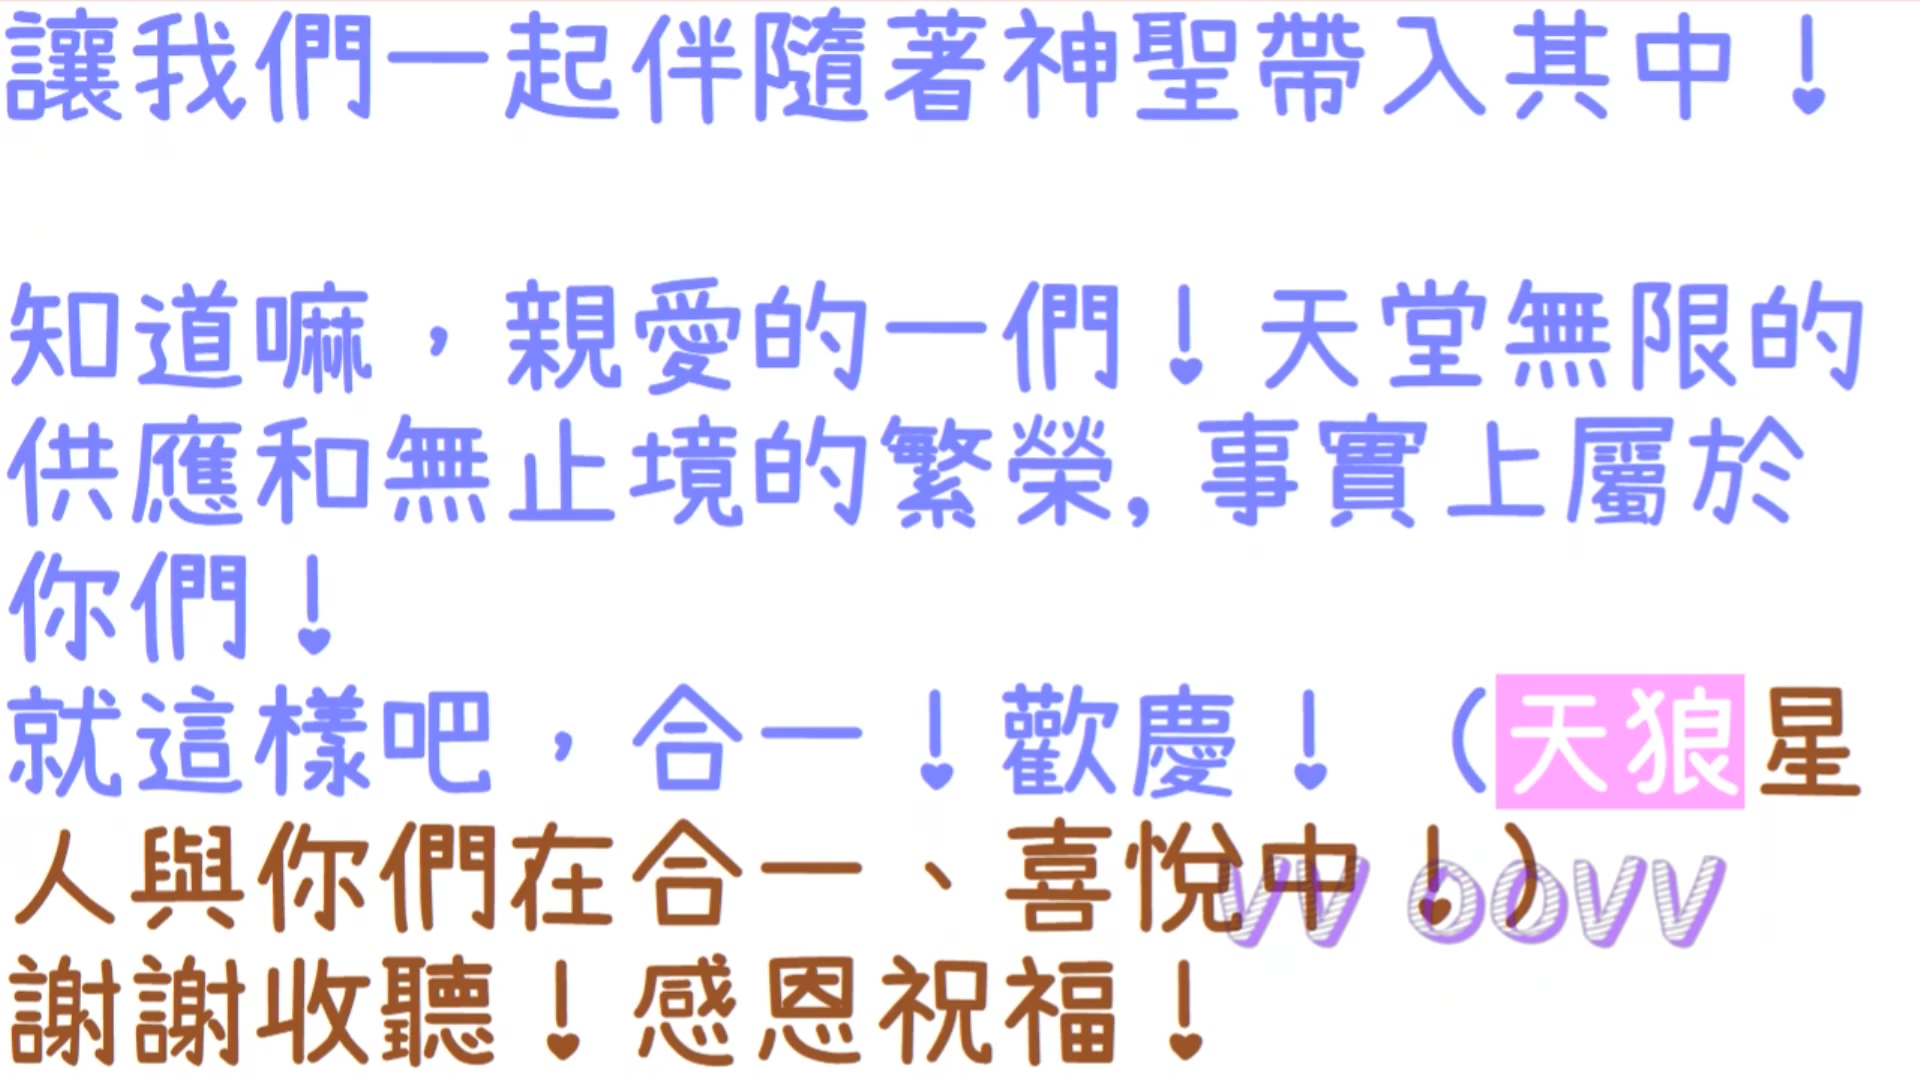 讓我們一起伴隨著神聖帶入其中！
知道嘛，親愛的一們！天堂無限的
供應和無止境的繁榮,事實上屬於
你們！
就這樣吧，合一！歡慶！（天狼星
人與你們在合一、喜悅中！）
VV OOVV
謝謝收聽！感恩祝福！